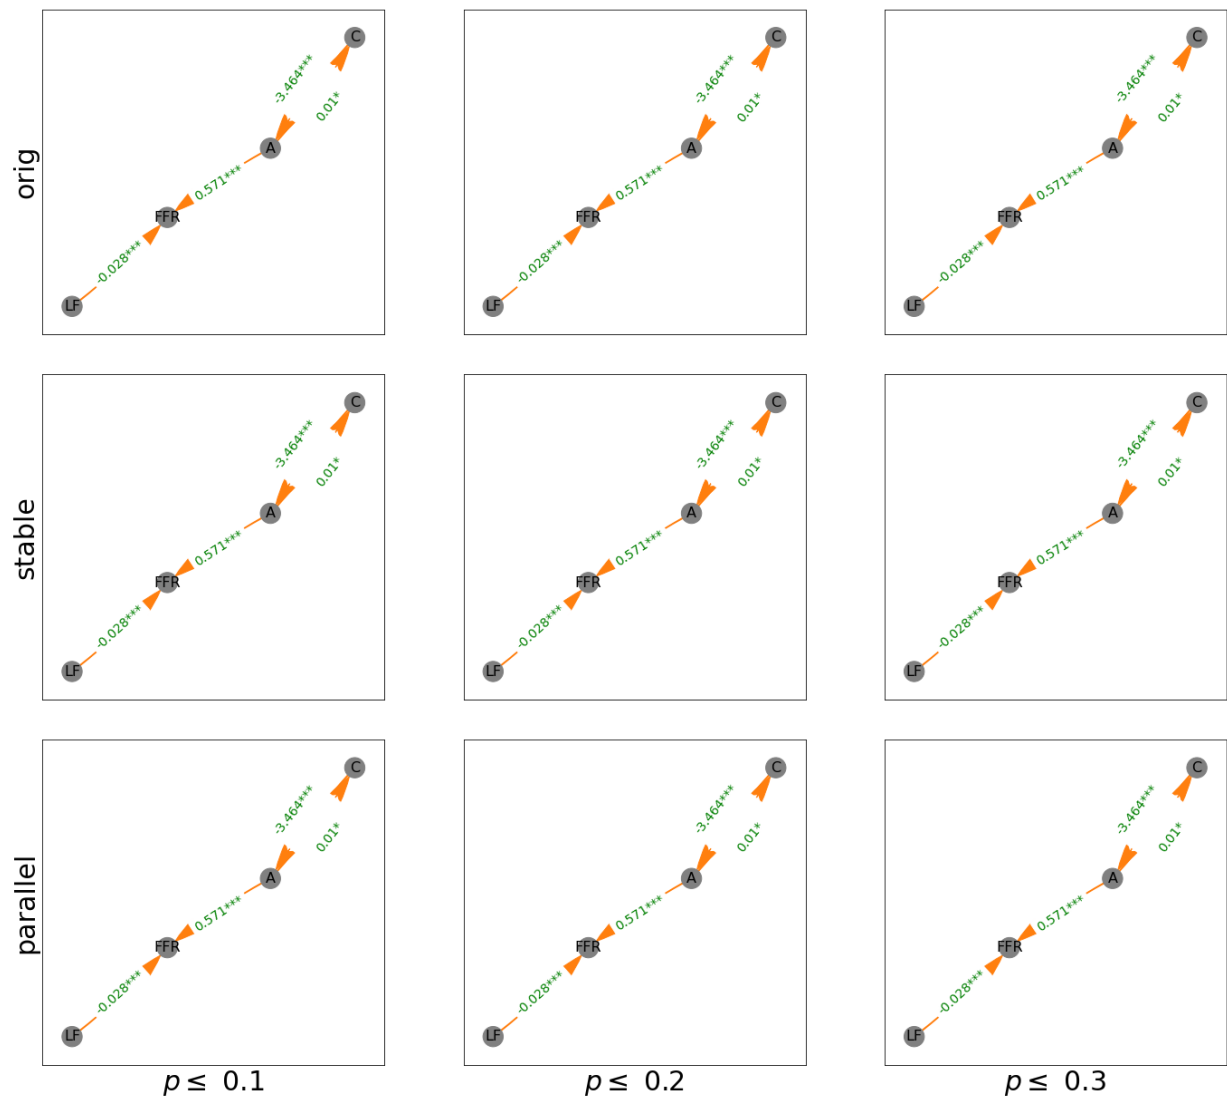 orig
C
-3.464***
0.01*
A
0.571***
FFR
-0.028***
LF
C
-3.464***
0.01*
A
0.571***
FFR
-0.028***
LF
C
-3.464***
0.01*
A
0.571***
FFR
-0.028***
LF
stable
C
-3.464***
0.01*
A
0.571***
FFR
-0.028***
LF
C
-3.464***
0.01*
A
0.571***
FFR
-0.028***
LF
C
-3.464***
0.01*
A
0.571***
FFR
-0.028***
LF
parallel
C
-3.464***
0.01*
A
0.571***
FFR
-0.028***
LF
C
-3.464***
0.01*
A
0.571***
FFR
-0.028***
LF
C
-3.464***
0.01*
A
0.571***
FFR
-0.028***
LF
p ≤ 0.1
p ≤ 0.2
p ≤ 0.3